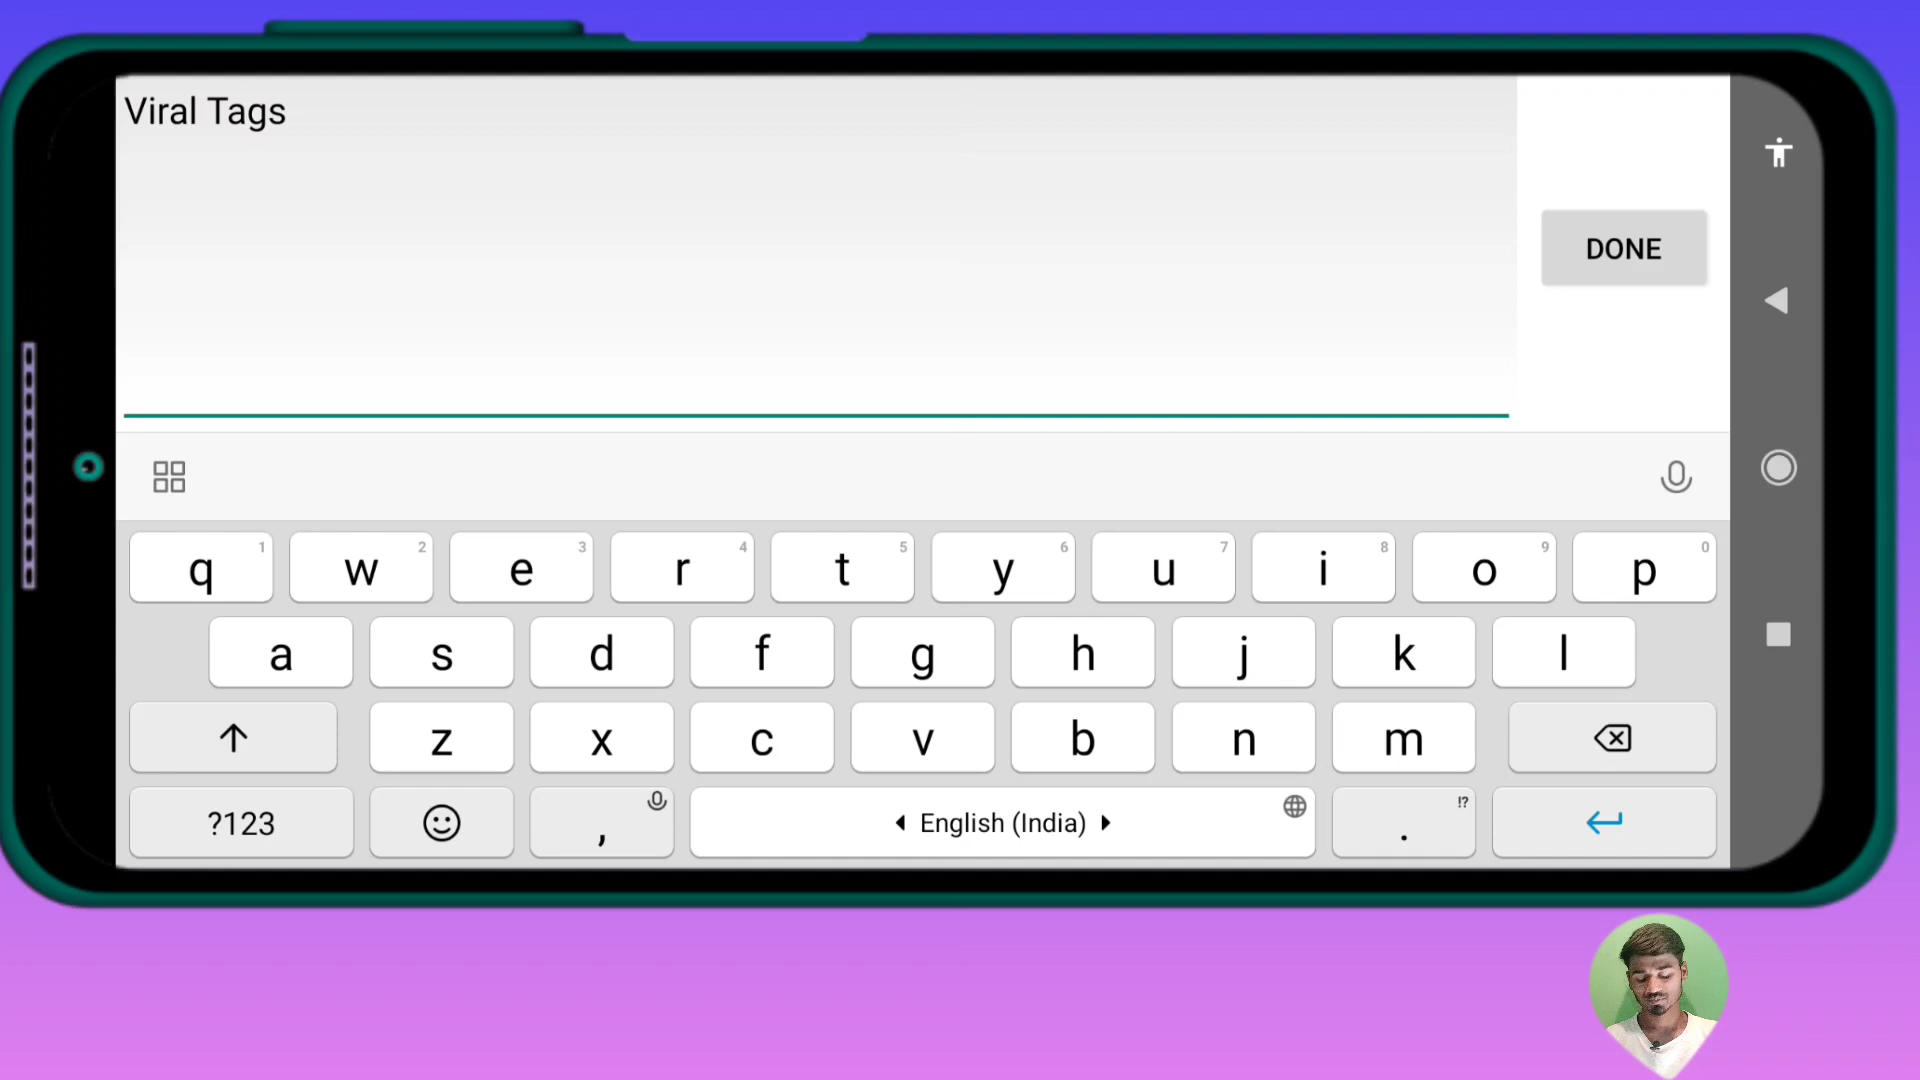 Viral Tags
DONE
q 1 w 2 e 3 r 4 t 5 y 6 u 7 i 8 o 9 p 0
a s d f g h j k l
z x c v b n m
?123 , English (India) . !?